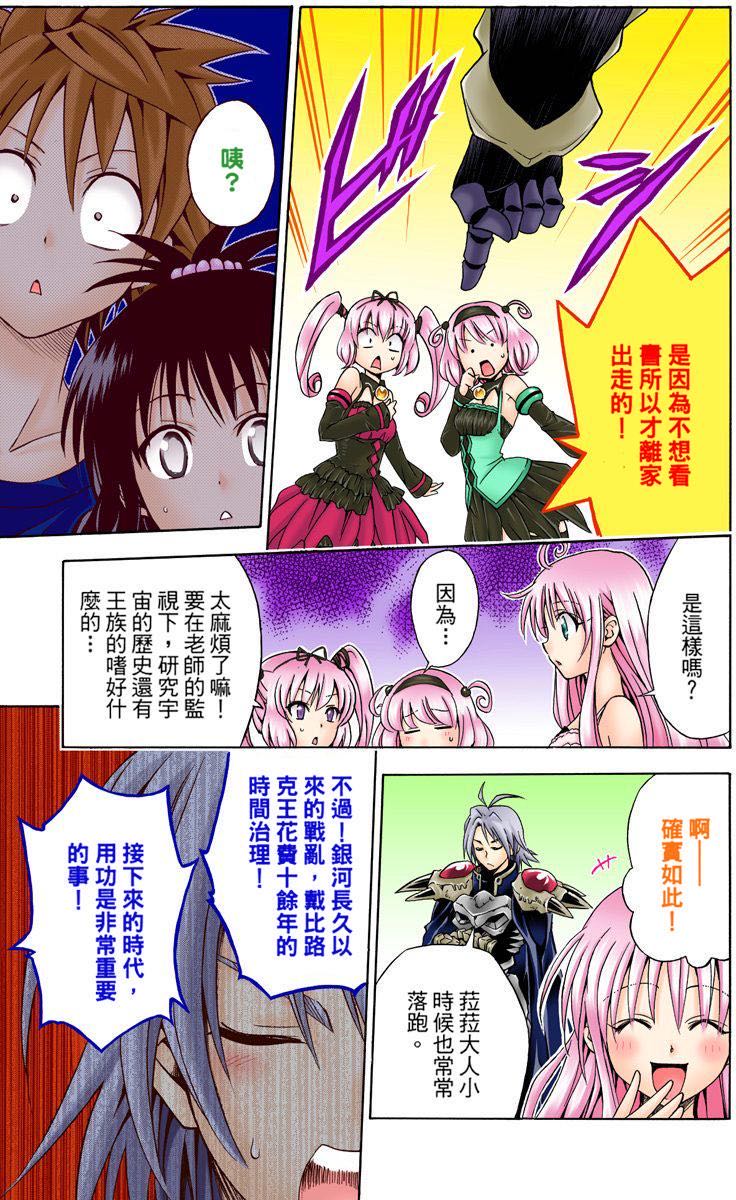 ビシッ
是因為不想看
書所以才離家
出走的！
咦？
是這樣嗎？
因為…
太麻煩了嘛！
要在老師的監
視下，研究宇
宙的歷史還有
王族的嗜好什
麼的…
啊——
確實如此！
菈菈大人小
時候也常常
落跑。
不過！銀河長久以
來的戰亂，戴比路
克王花費十餘年的
時間治理！
接下來的時代，
用功是非常重要
的事！